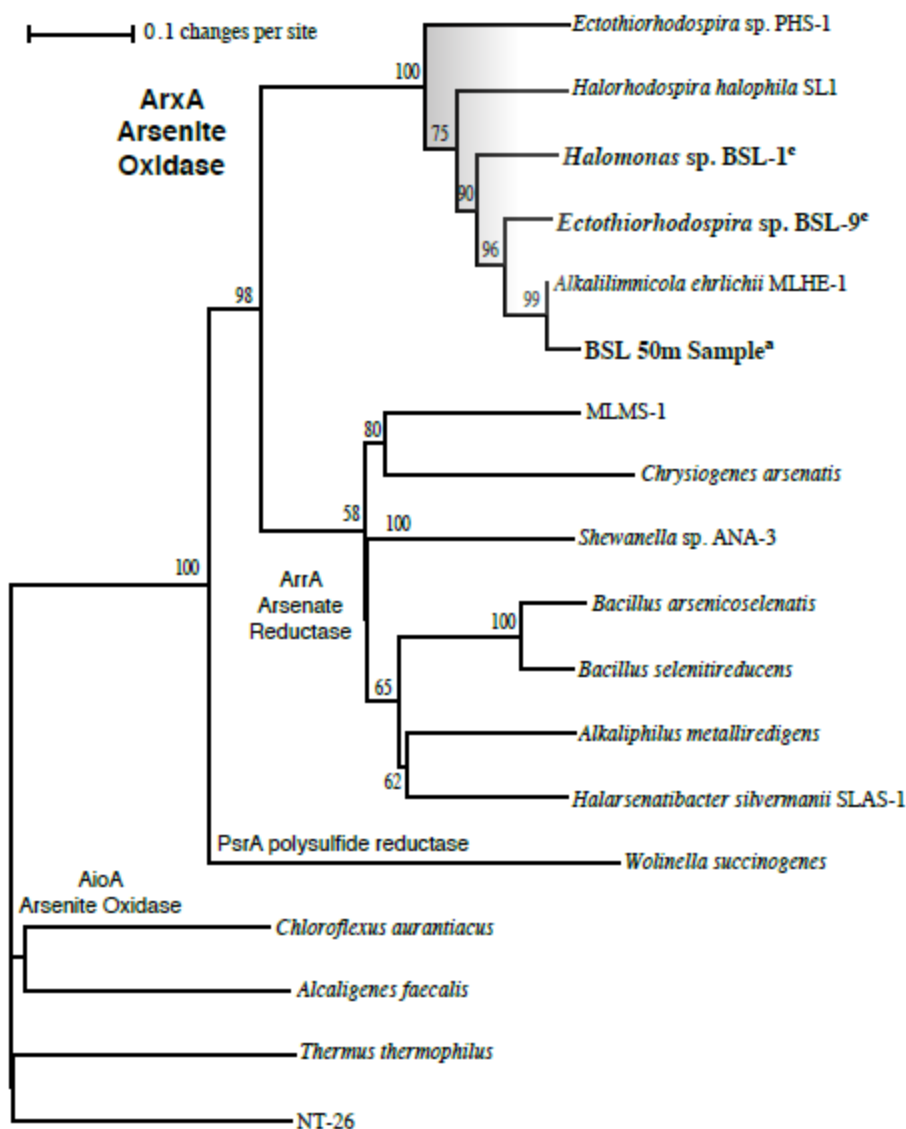 0.1 changes per site
Ectothiorhodospira sp. PHS-1
100
ArxA
Arsenite
Oxidase
Halorhodospira halophila SL1
75
Halomonas sp. BSL-1e
90
Ectothiorhodospira sp. BSL-9e
96
Alkalilimnicola ehrlichii MLHE-1
99
98
BSL 50m Samplea
MLMS-1
80
Chrysiogenes arsenatis
58
100
Shewanella sp. ANA-3
100
ArrA
Arsenate
Reductase
Bacillus arsenicoselenatis
100
Bacillus selenitireducens
65
Alkaliphilus metalliredigens
62
Halarsenatibacter silvermanii SLAS-1
PsrA polysulfide reductase
Wolinella succinogenes
AioA
Arsenite Oxidase
Chloroflexus aurantiacus
Alcaligenes faecalis
Thermus thermophilus
NT-26